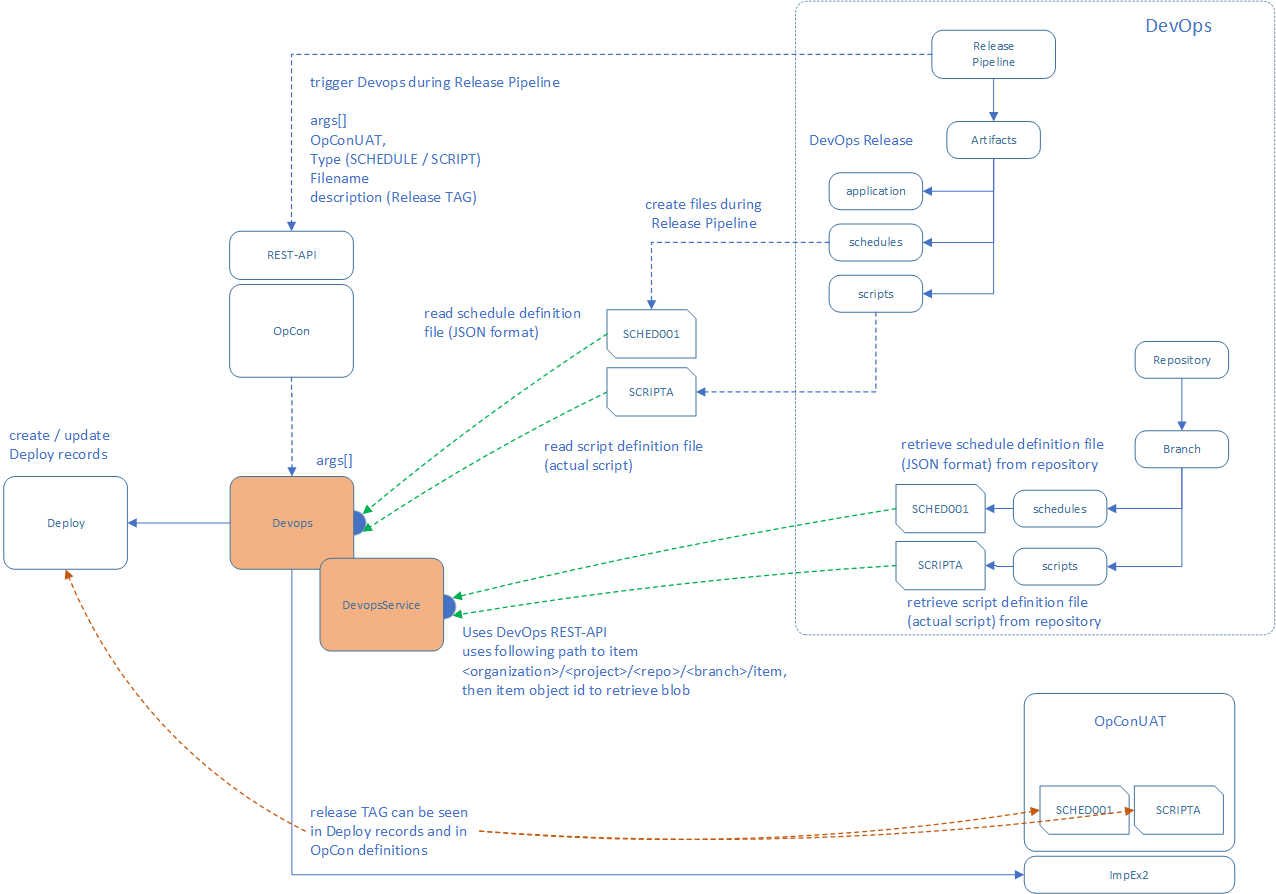 DevOps
Release
Pipeline
trigger Devops during Release Pipeline
args[]
OpConUAT,
Type (SCHEDULE / SCRIPT)
Filename
description (Release TAG)
DevOps Release
Artifacts
application
create files during
Release Pipeline
schedules
REST-API
scripts
read schedule definition
file (JSON format)
OpCon
SCHED001
Repository
SCRIPTA
create / update
Deploy records
read script definition file
(actual script)
retrieve schedule definition file
(JSON format) from repository
Branch
args[]
Deploy
Devops
SCHED001
schedules
SCRIPTA
scripts
DevopsService
retrieve script definition file
(actual script) from repository
Uses DevOps REST-API
uses following path to item
<organization>/<project>/<repo>/<branch>/item,
then item object id to retrieve blob
OpConUAT
release TAG can be seen
in Deploy records and in
OpCon definitions
SCHED001
SCRIPTA
ImpEx2